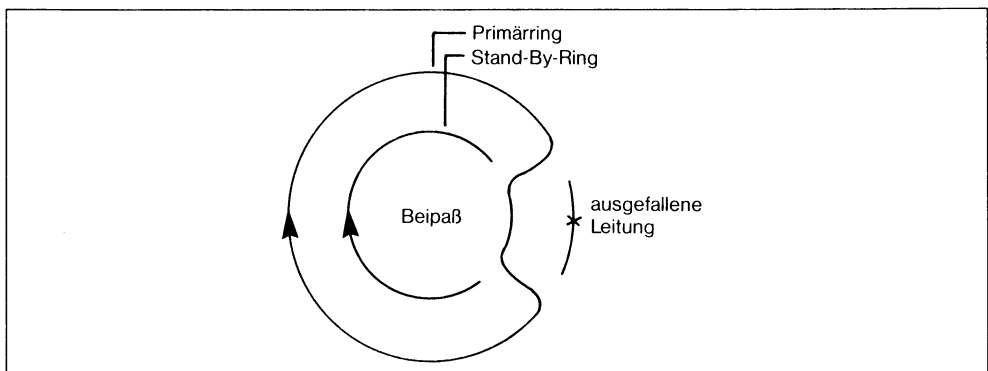 Primärring
Stand-By-Ring
Beipaß
ausgefallene
Leitung